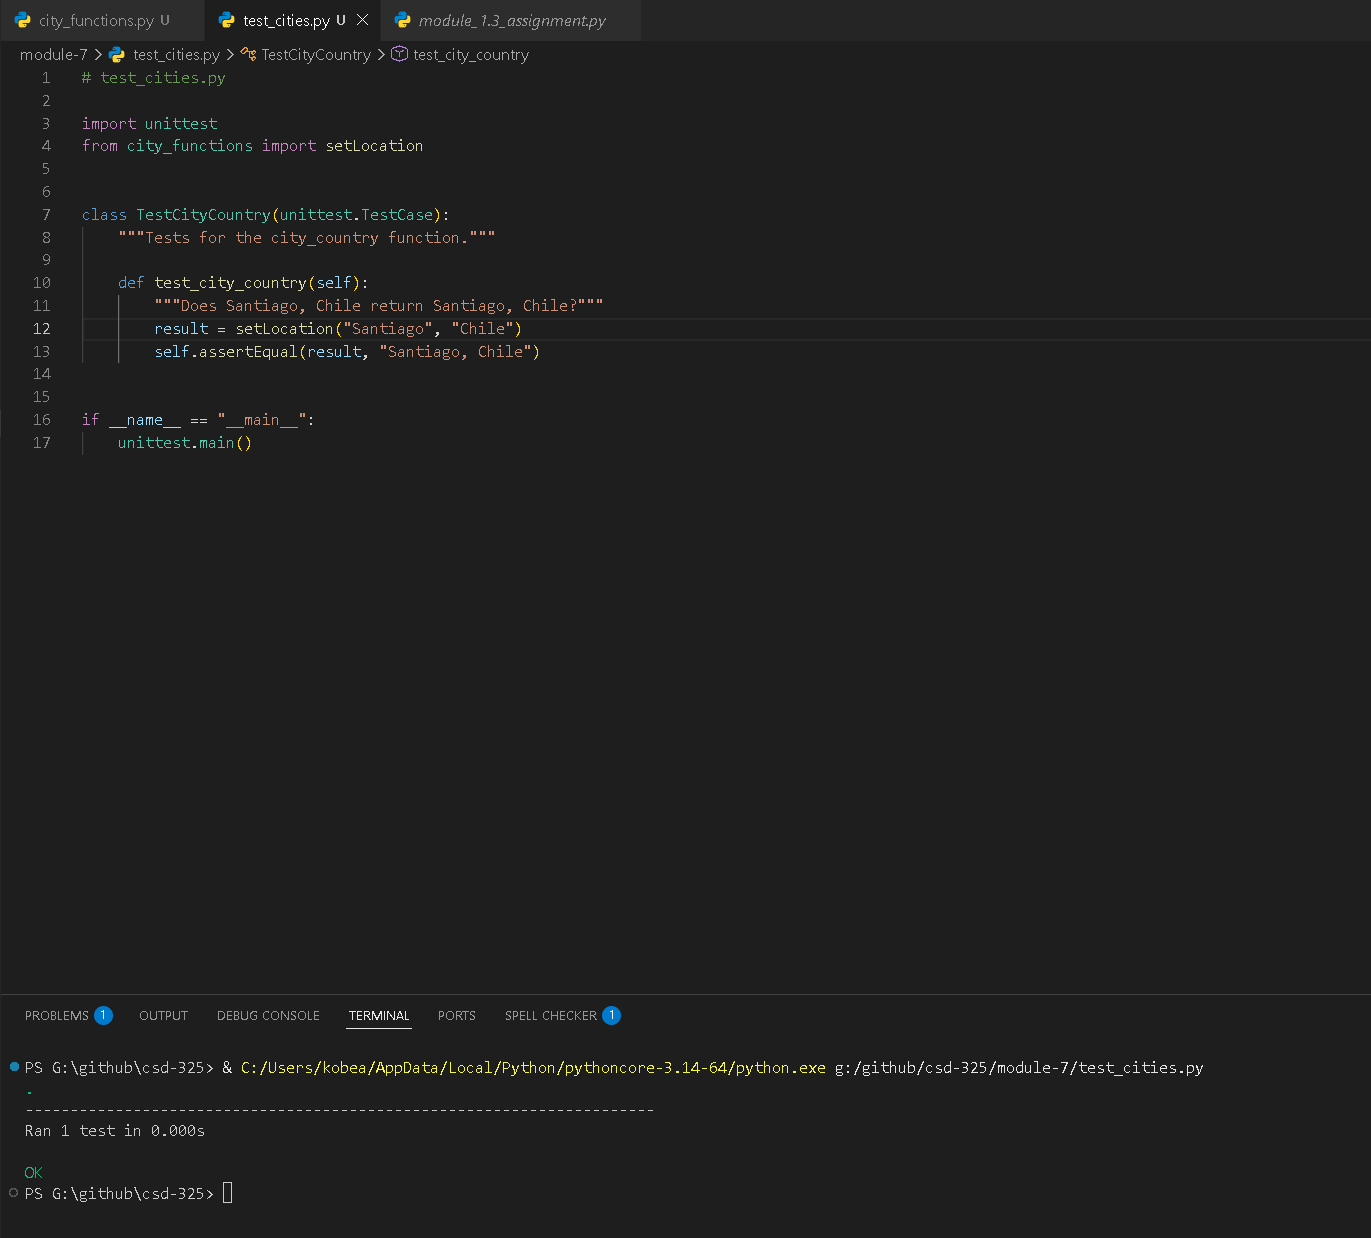 city_functions.py U test_cities.py U module_1.3_assignment.py
module-7 > test_cities.py > TestCityCountry > test_city_country
1 # test_cities.py
2
3 import unittest
4 from city_functions import setLocation
5
6
7 class TestCityCountry(unittest.TestCase):
8 """Tests for the city_country function."""
9
10 def test_city_country(self):
11 """Does Santiago, Chile return Santiago, Chile?"""
12 result = setLocation("Santiago", "Chile")
13 self.assertEqual(result, "Santiago, Chile")
14
15
16 if __name__ == "__main__":
17 unittest.main()
PROBLEMS 1 OUTPUT DEBUG CONSOLE TERMINAL PORTS SPELL CHECKER 1
PS G:\github\csd-325> & C:/Users/kobea/AppData/Local/Python/pythoncore-3.14-64/python.exe g:/github/csd-325/module-7/test_cities.py
.
----------------------------------------------------------------------
Ran 1 test in 0.000s
OK
PS G:\github\csd-325>